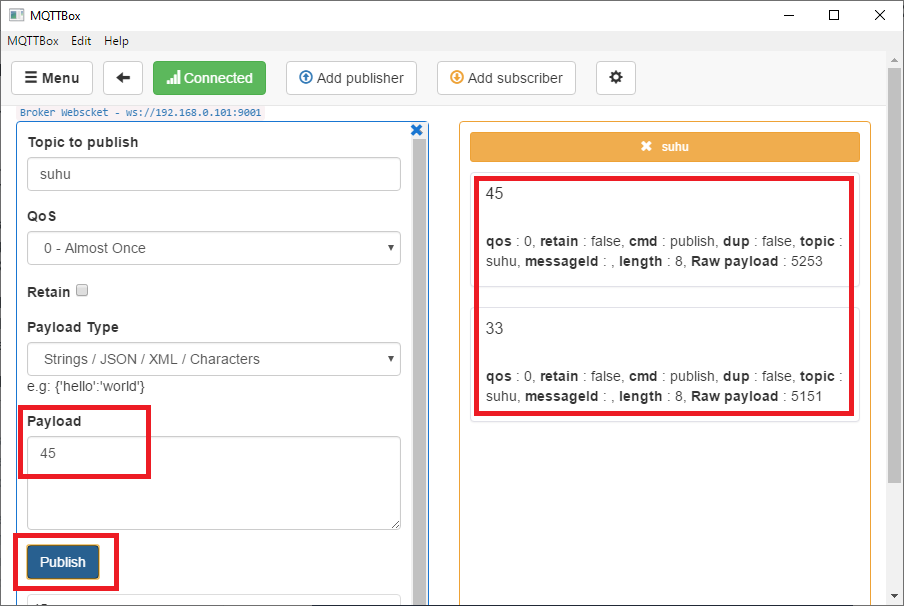 MQTTBox
MQTTBox Edit Help
Menu Connected Add publisher Add subscriber
Broker Webscket - ws://192.168.0.101:9001
Topic to publish
suhu
QoS
0 - Almost Once
Retain
Payload Type
Strings / JSON / XML / Characters
e.g: {'hello':'world'}
Payload
45
Publish
suhu
45
qos : 0, retain : false, cmd : publish, dup : false, topic :
suhu, messageId : , length : 8, Raw payload : 5253
33
qos : 0, retain : false, cmd : publish, dup : false, topic :
suhu, messageId : , length : 8, Raw payload : 5151